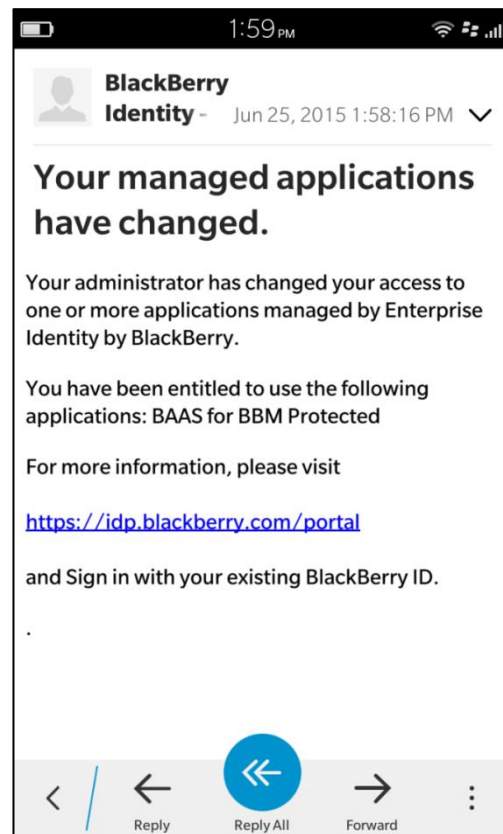 1:59 PM
BlackBerry
Identity - Jun 25, 2015 1:58:16 PM
Your managed applications
have changed.
Your administrator has changed your access to
one or more applications managed by Enterprise
Identity by BlackBerry.
You have been entitled to use the following
applications: BAAS for BBM Protected
For more information, please visit
https://idp.blackberry.com/portal
and Sign in with your existing BlackBerry ID.
.
Reply Reply All Forward